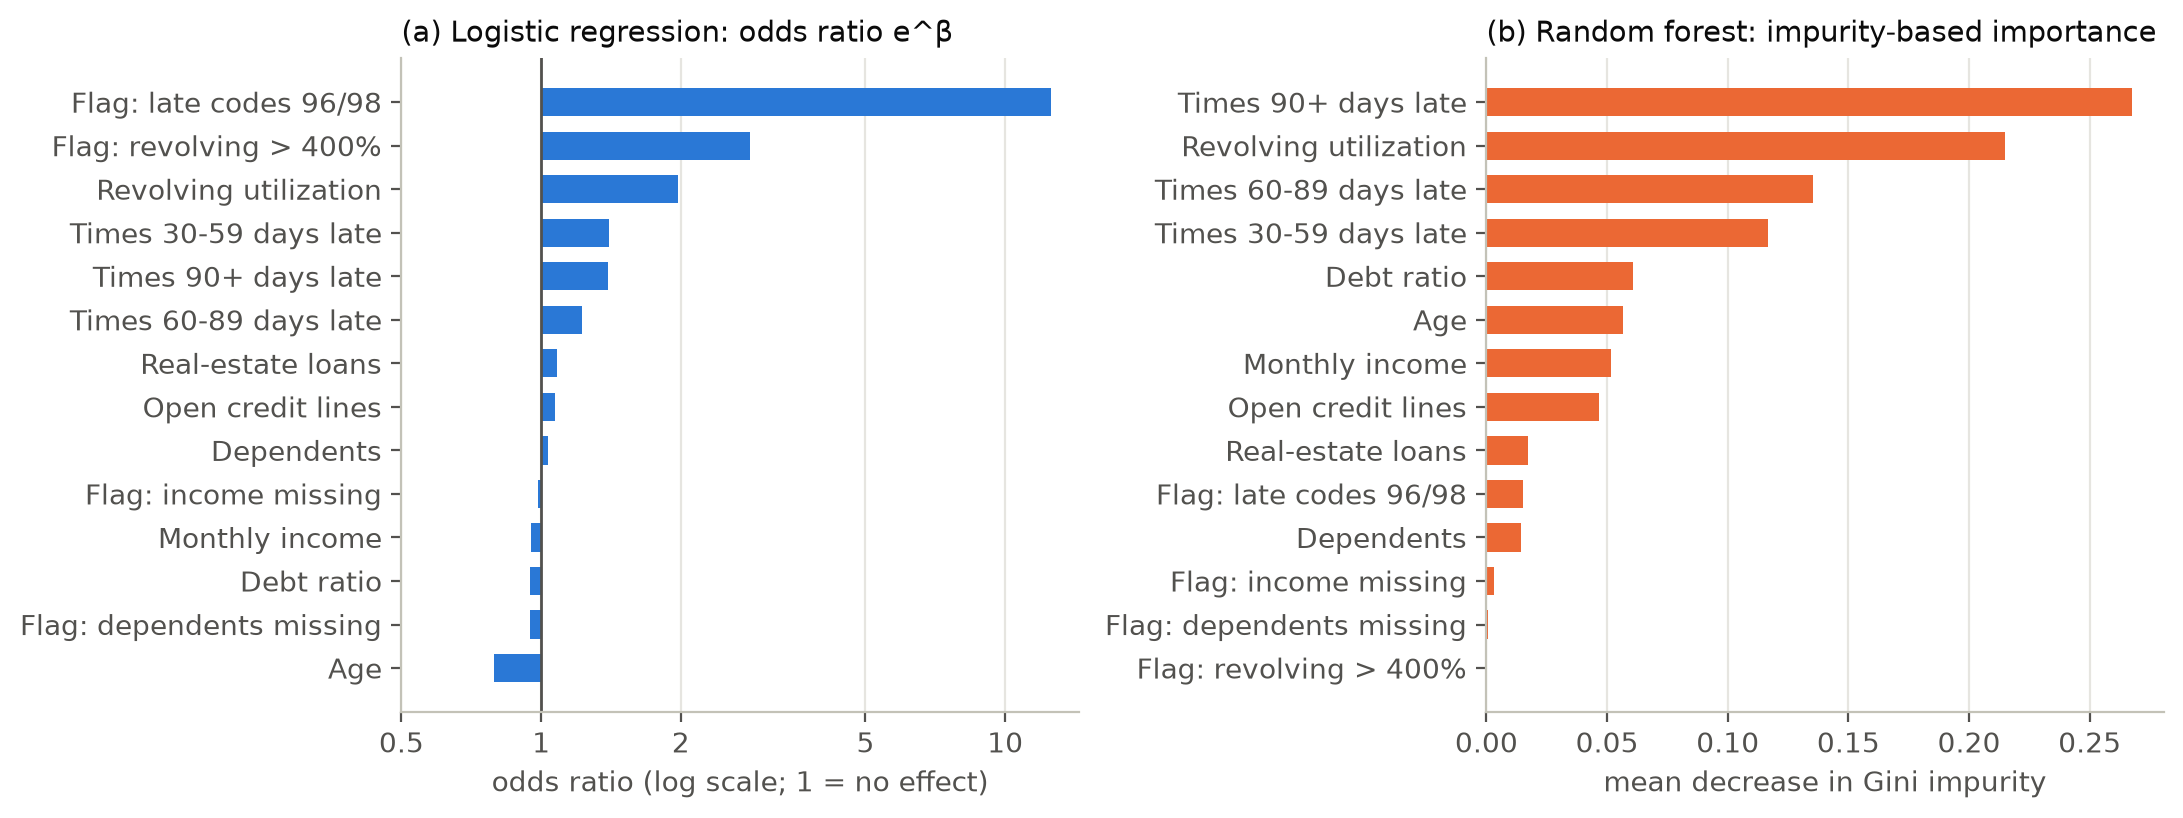 (a) Logistic regression: odds ratio e^β
Flag: late codes 96/98
Flag: revolving > 400%
Revolving utilization
Times 30-59 days late
Times 90+ days late
Times 60-89 days late
Real-estate loans
Open credit lines
Dependents
Flag: income missing
Monthly income
Debt ratio
Flag: dependents missing
Age
0.5 1 2 5 10
odds ratio (log scale; 1 = no effect)
(b) Random forest: impurity-based importance
Times 90+ days late
Revolving utilization
Times 60-89 days late
Times 30-59 days late
Debt ratio
Age
Monthly income
Open credit lines
Real-estate loans
Flag: late codes 96/98
Dependents
Flag: income missing
Flag: dependents missing
Flag: revolving > 400%
0.00 0.05 0.10 0.15 0.20 0.25
mean decrease in Gini impurity